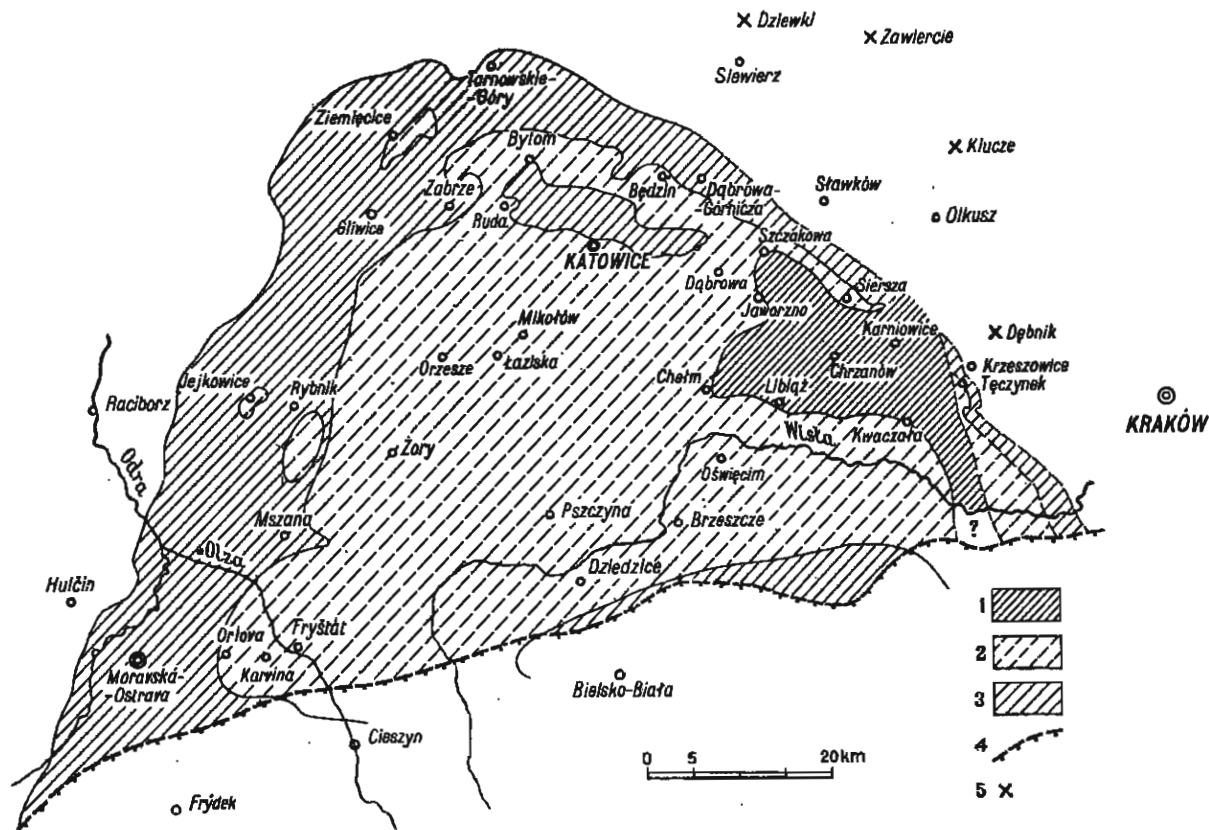 Dziewki
Zawiercie
Siewierz
Tarnowskie-
-Góry
Ziemięcice
Bytom
Klucze
Zabrze
Będzin
Dąbrowa-
-Górnicza
Sławków
Gliwice
Ruda
Olkusz
KATOWICE
Szczakowa
Dąbrowa
Siersza
Jaworzno
Mikołów
Karniowice
Dębnik
Orzesze
Łaziska
Chrzanów
Krzeszowice
Tęczynek
Jejkowice
Rybnik
Chełm
Libiąż
Racibórz
KRAKÓW
Wisła
Kwaczała
Odra
Żory
Oświęcim
Pszczyna
Brzeszcze
Mszana
?
Olza
Dziedzice
Hulčin
1
Orlova
Fryštát
2
Karvina
Moravská-
-Ostrava
Bielsko-Biała
3
Cieszyn
4
0 5 20km
5
Frýdek